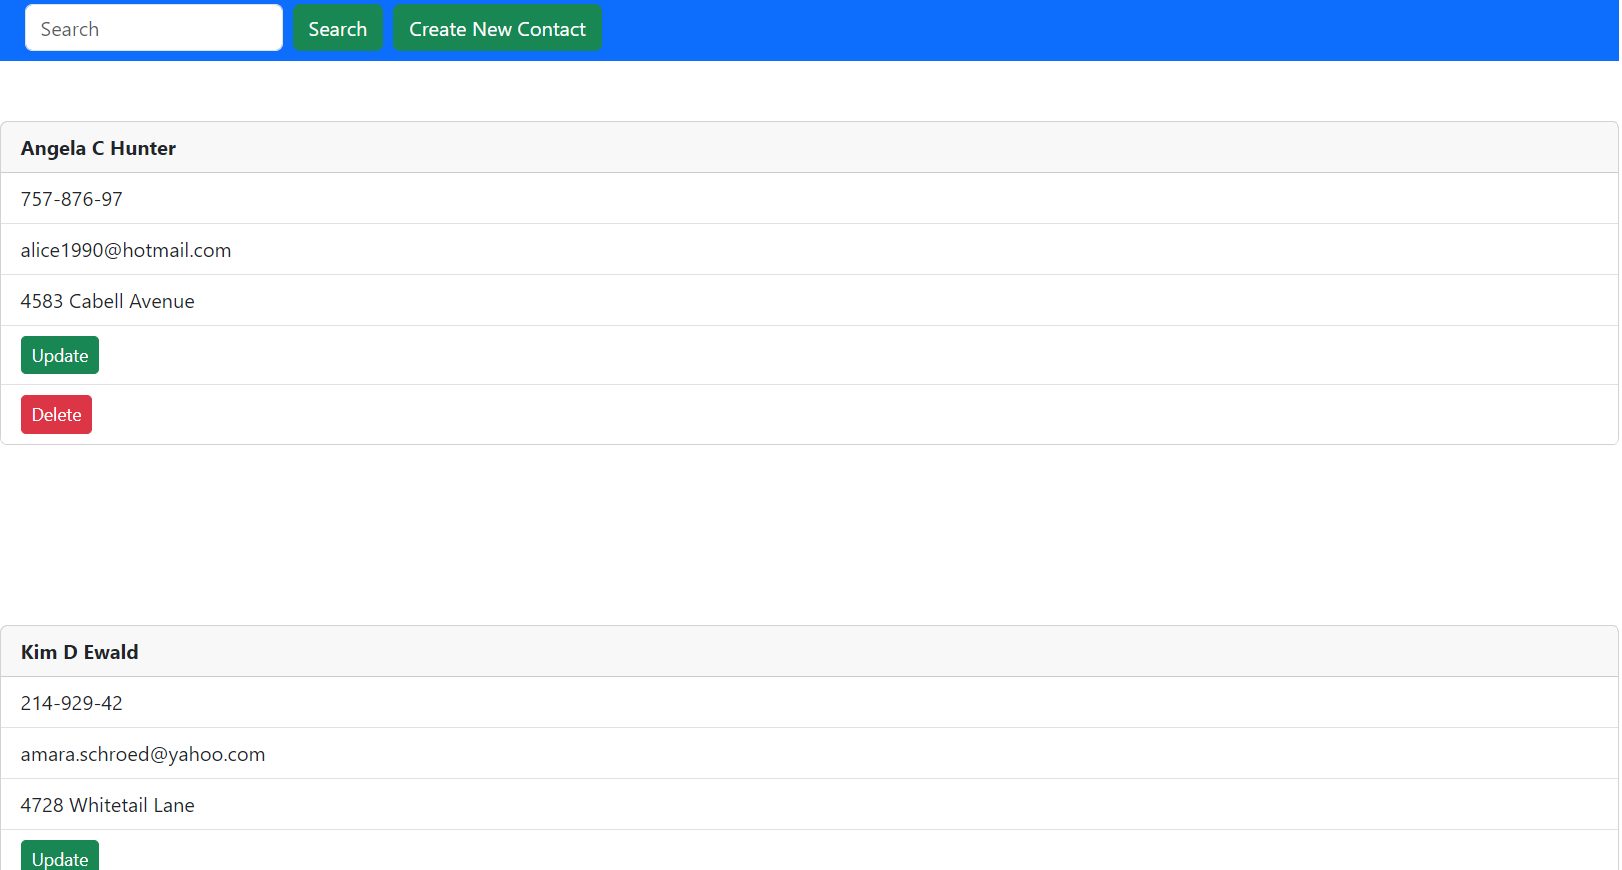 Search Search Create New Contact
Angela C Hunter
757-876-97
alice1990@hotmail.com
4583 Cabell Avenue
Update
Delete
Kim D Ewald
214-929-42
amara.schroed@yahoo.com
4728 Whitetail Lane
Update